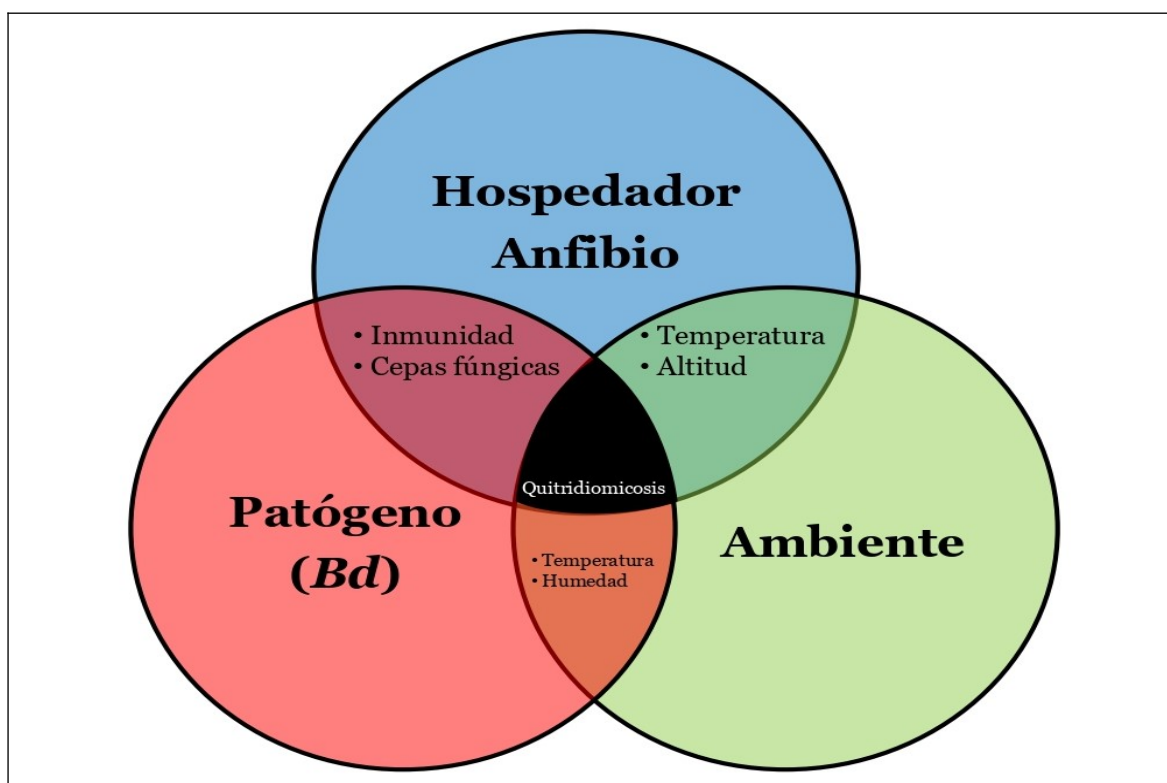 Hospedador
Anfibio
• Inmunidad
• Cepas fúngicas
• Temperatura
• Altitud
Quitridiomicosis
Patógeno
(Bd)
• Temperatura
• Humedad
Ambiente